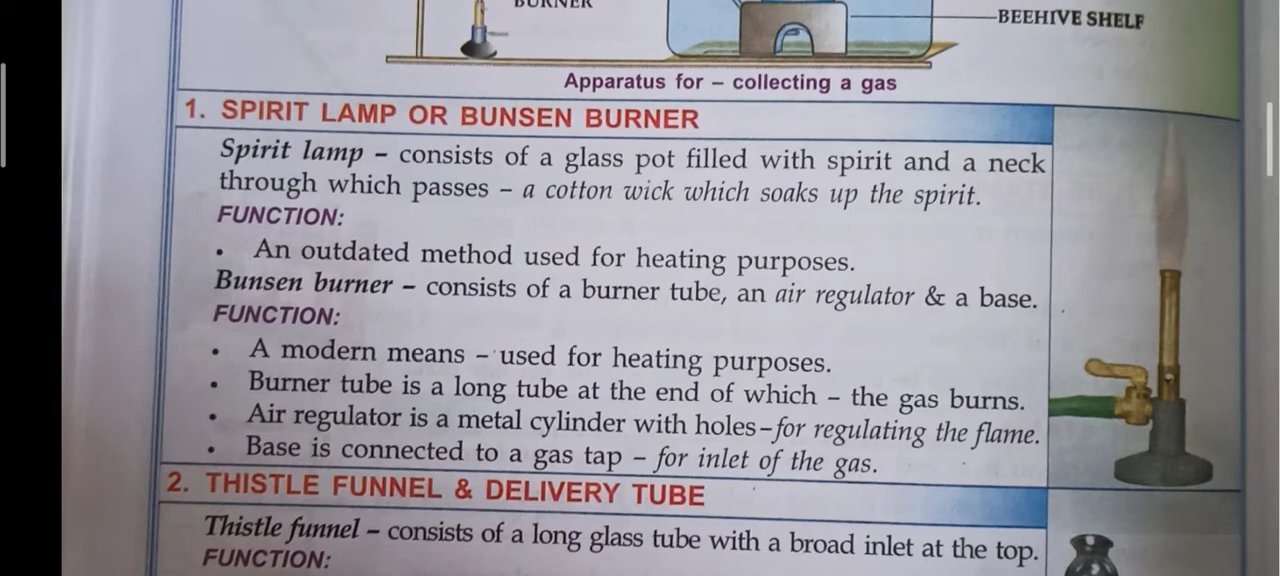 BURNER
BEEHIVE SHELF
Apparatus for – collecting a gas
1. SPIRIT LAMP OR BUNSEN BURNER
Spirit lamp – consists of a glass pot filled with spirit and a neck
through which passes – a cotton wick which soaks up the spirit.
FUNCTION:
• An outdated method used for heating purposes.
Bunsen burner – consists of a burner tube, an air regulator & a base.
FUNCTION:
• A modern means – used for heating purposes.
• Burner tube is a long tube at the end of which – the gas burns.
• Air regulator is a metal cylinder with holes–for regulating the flame.
• Base is connected to a gas tap – for inlet of the gas.
2. THISTLE FUNNEL & DELIVERY TUBE
Thistle funnel – consists of a long glass tube with a broad inlet at the top.
FUNCTION: